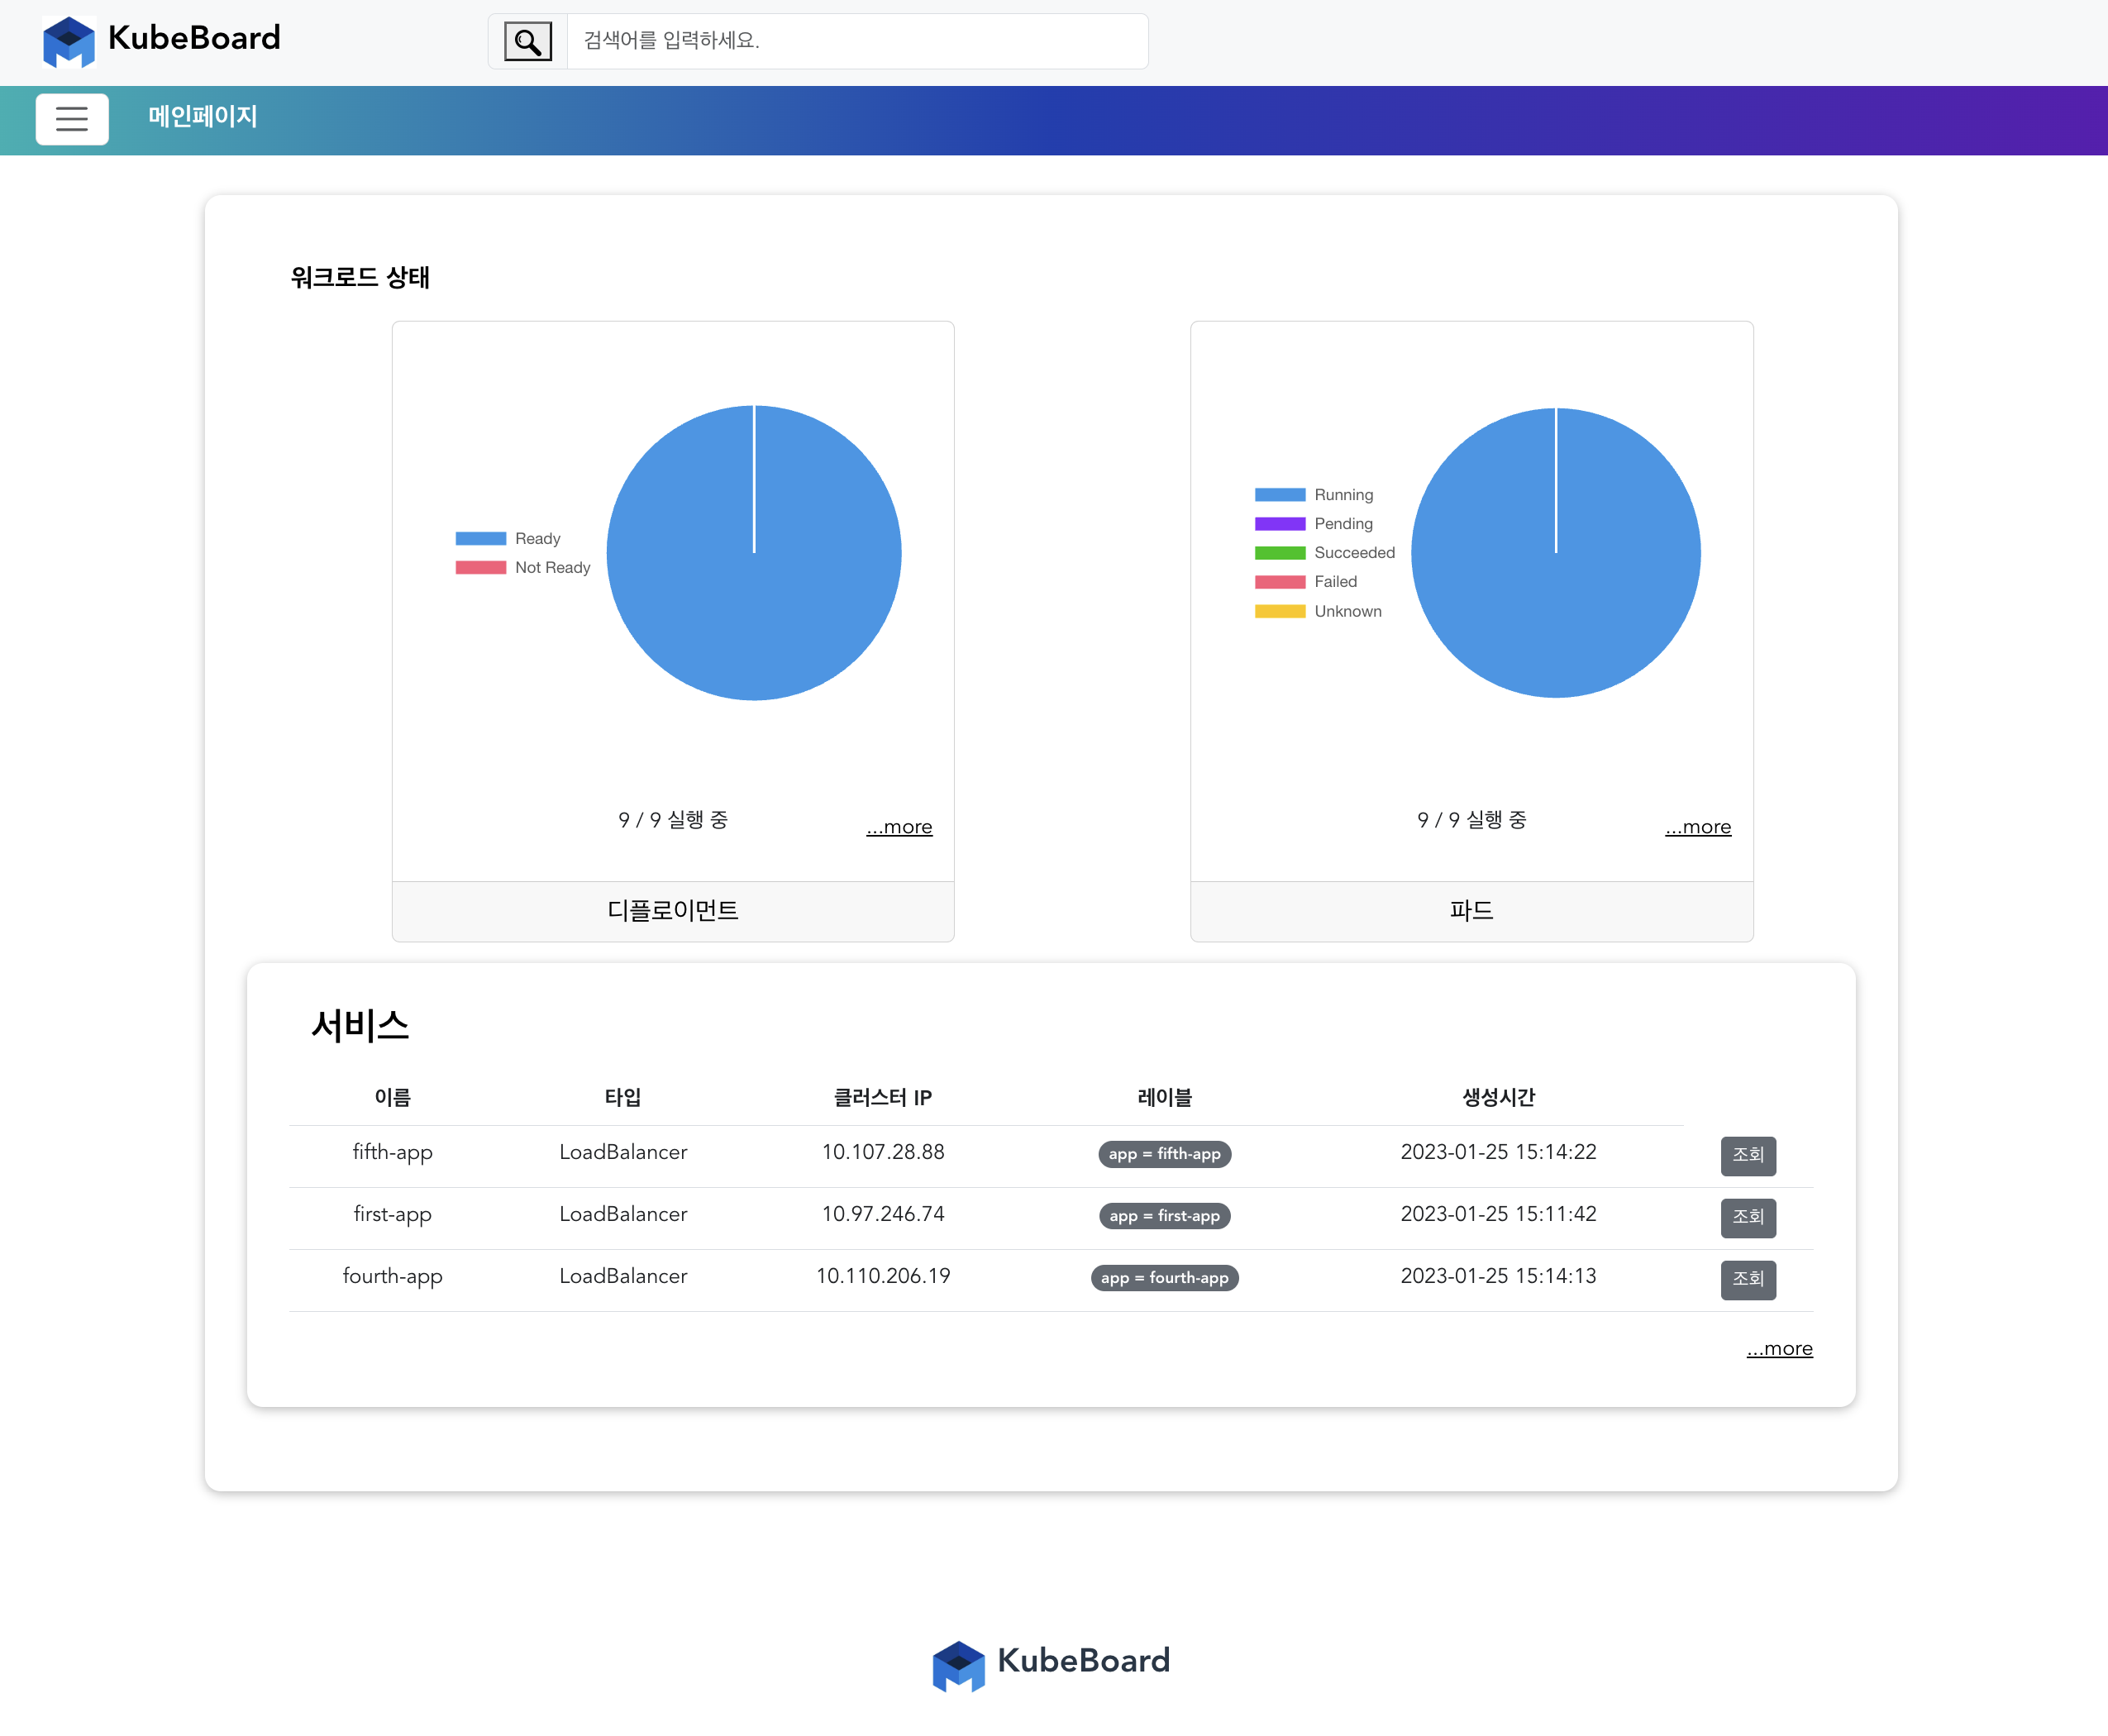 KubeBoard
검색어를 입력하세요.
메인페이지
워크로드 상태
Ready
Not Ready
9 / 9 실행 중
...more
디플로이먼트
Running
Pending
Succeeded
Failed
Unknown
9 / 9 실행 중
...more
파드
서비스
이름 타입 클러스터 IP 레이블 생성시간
fifth-app LoadBalancer 10.107.28.88 app = fifth-app 2023-01-25 15:14:22 조회
first-app LoadBalancer 10.97.246.74 app = first-app 2023-01-25 15:11:42 조회
fourth-app LoadBalancer 10.110.206.19 app = fourth-app 2023-01-25 15:14:13 조회
...more
KubeBoard